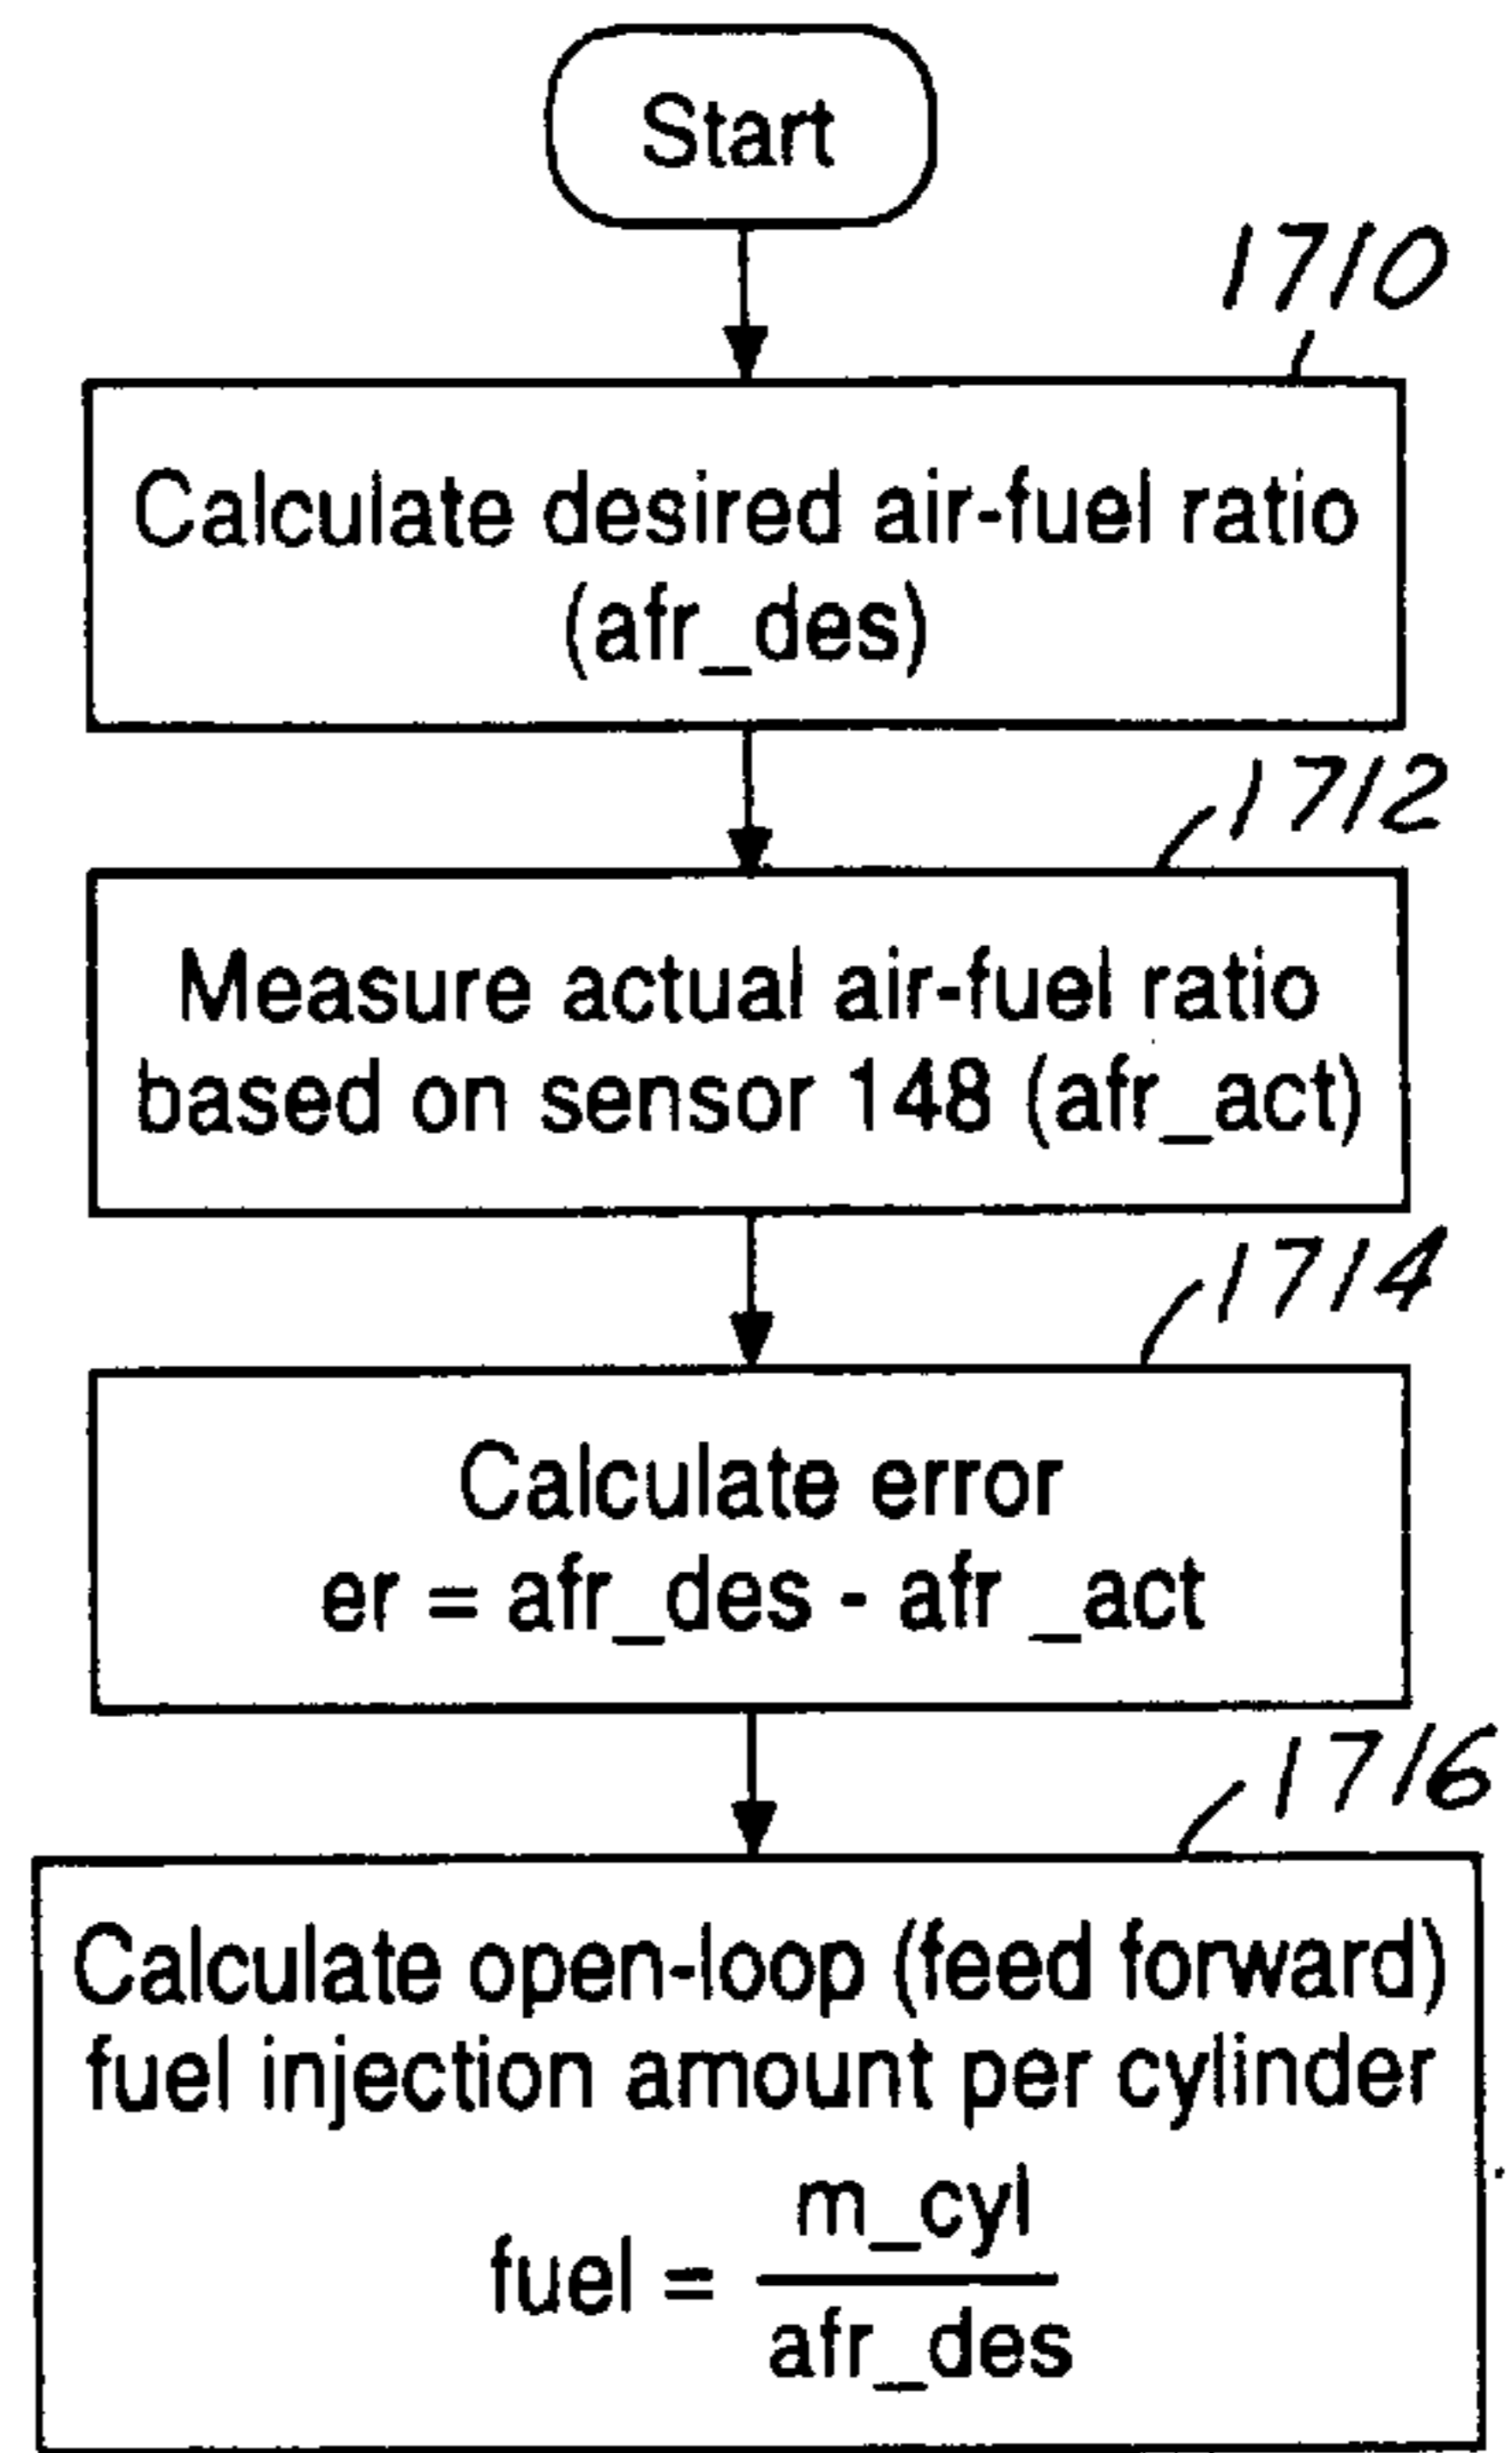 Start
1710
Calculate desired air-fuel ratio
(afr_des)
1712
Measure actual air-fuel ratio
based on sensor 148 (afr_act)
1714
Calculate error
er = afr_des - afr_act
1716
Calculate open-loop (feed forward)
fuel injection amount per cylinder
fuel = m_cyl / afr_des